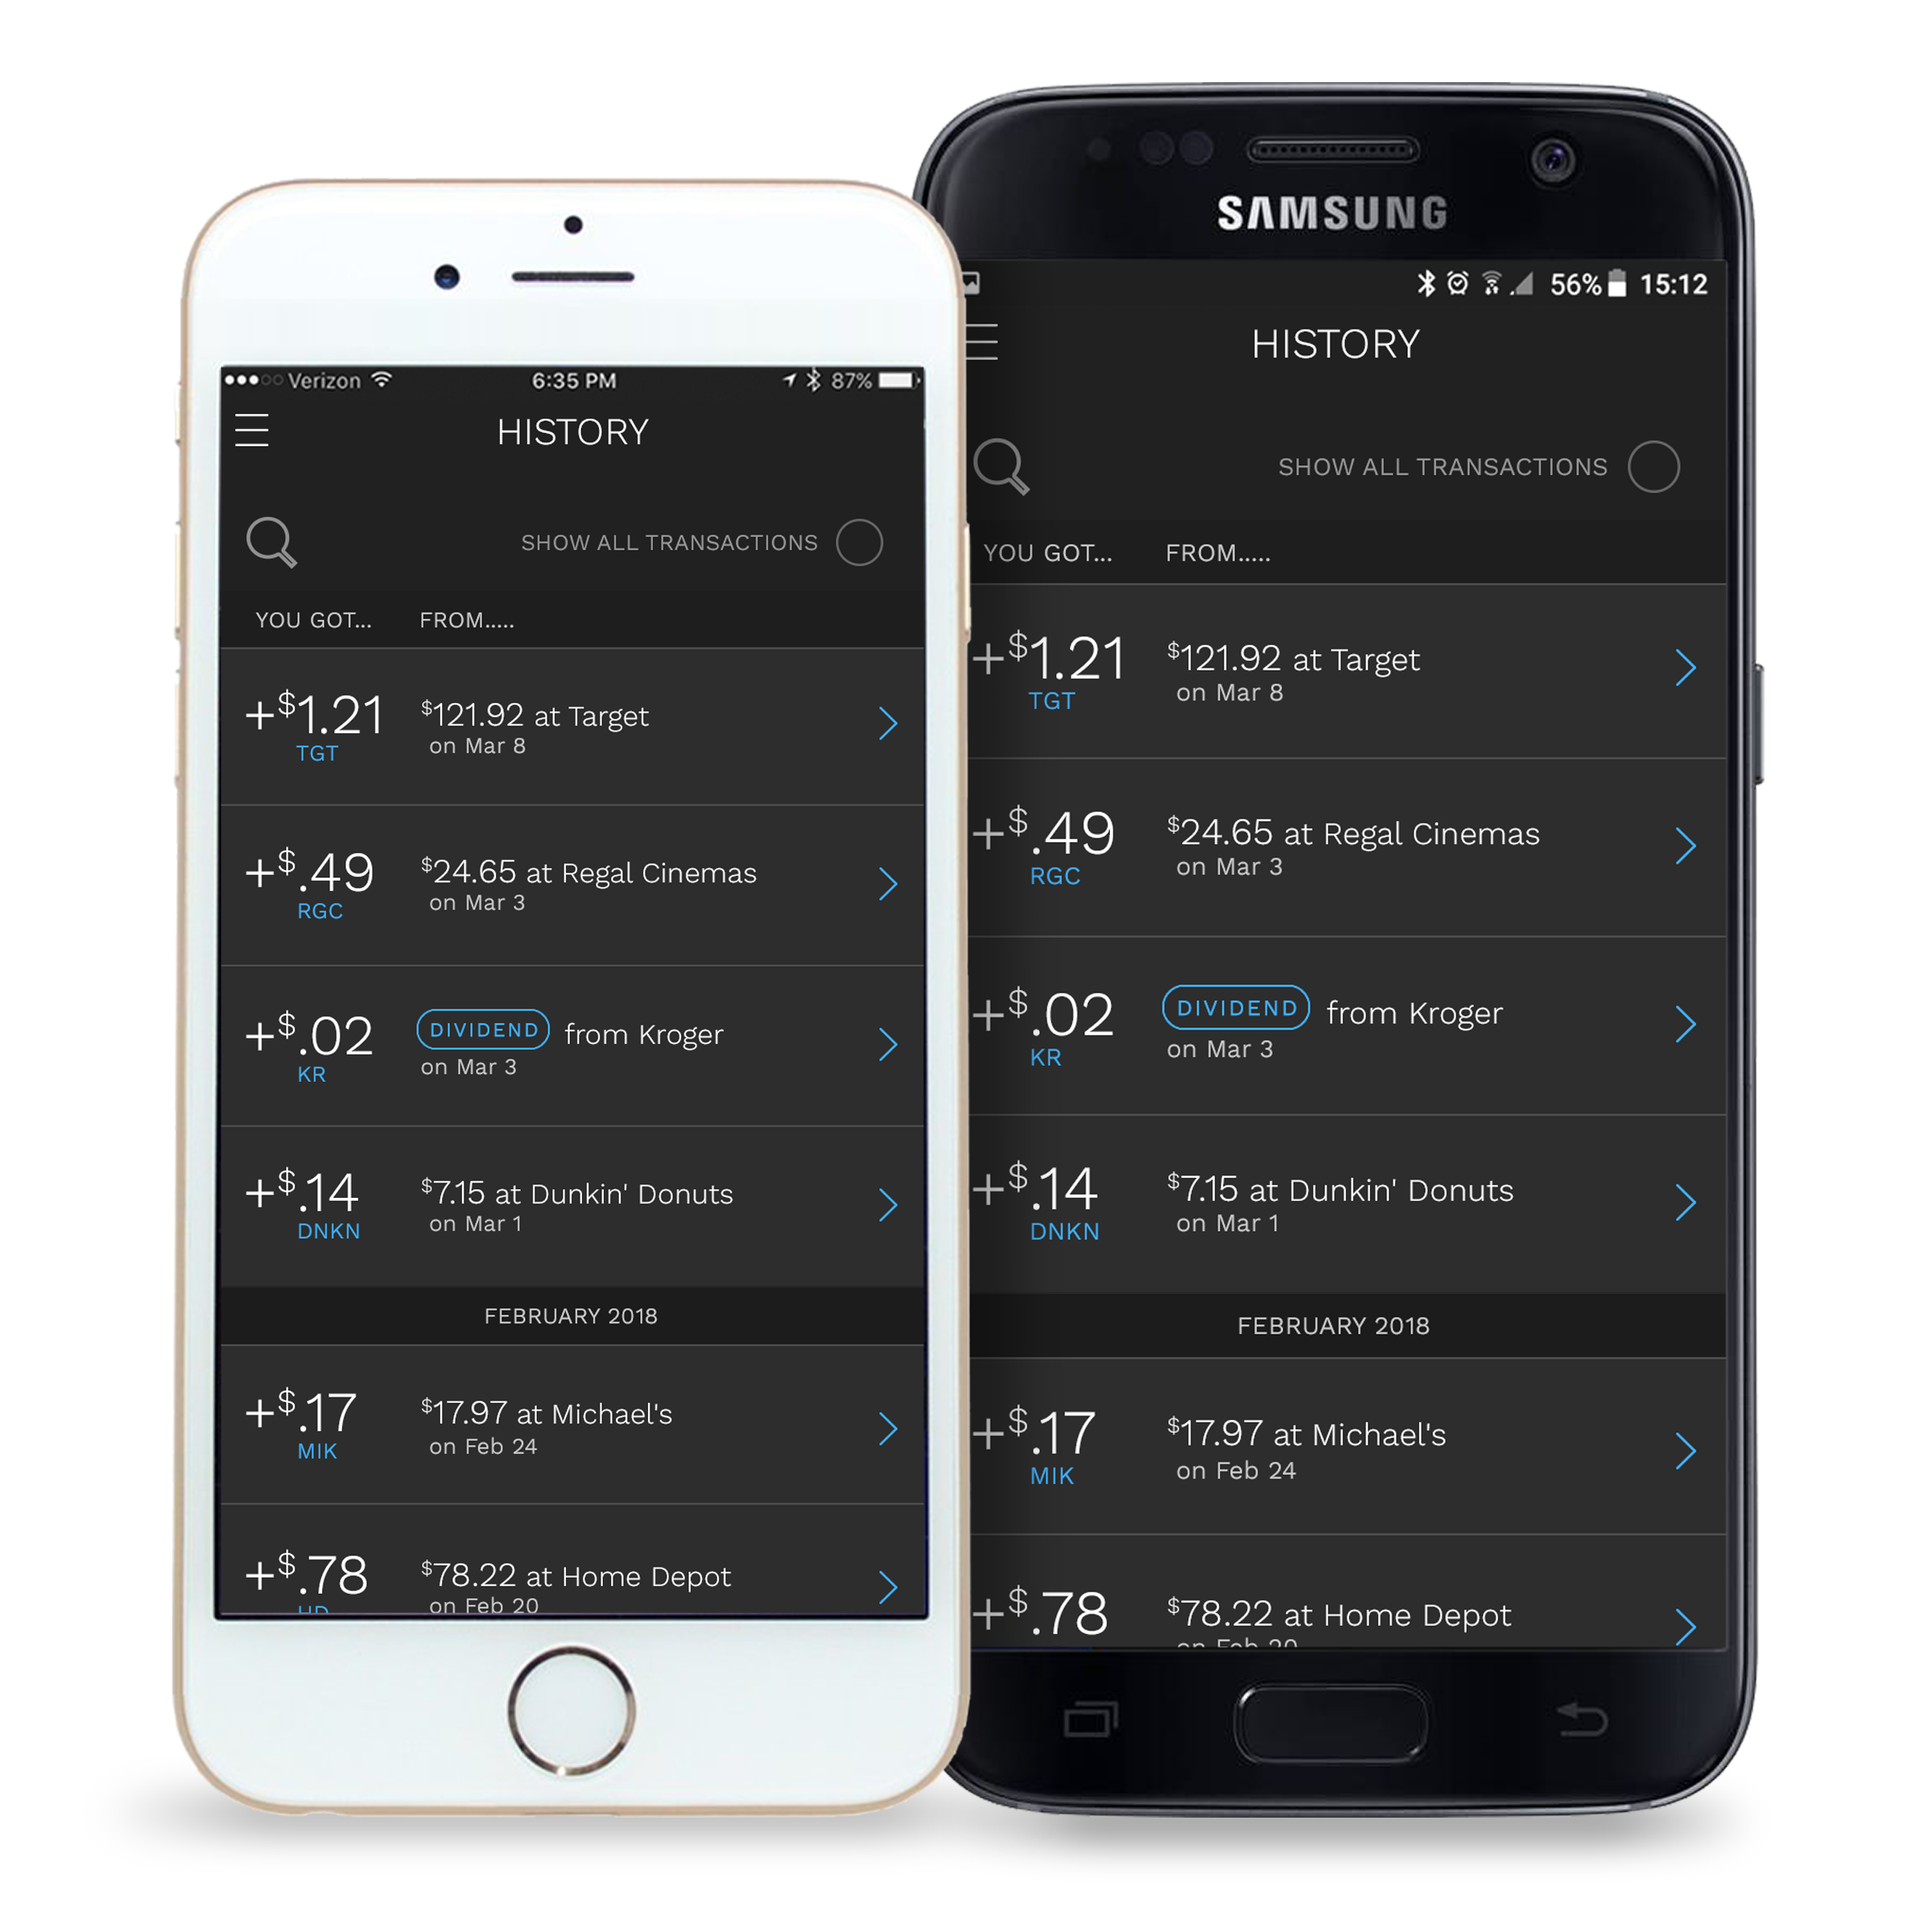 Verizon 6:35 PM 87%
HISTORY
SHOW ALL TRANSACTIONS
YOU GOT... FROM.....
+$1.21 $121.92 at Target
TGT on Mar 8
+$.49 $24.65 at Regal Cinemas
RGC on Mar 3
+$.02 DIVIDEND from Kroger
KR on Mar 3
+$.14 $7.15 at Dunkin' Donuts
DNKN on Mar 1
FEBRUARY 2018
+$.17 $17.97 at Michael's
MIK on Feb 24
+$.78 $78.22 at Home Depot
HD on Feb 20
SAMSUNG
56% 15:12
HISTORY
SHOW ALL TRANSACTIONS
YOU GOT... FROM.....
+$1.21 $121.92 at Target
TGT on Mar 8
+$.49 $24.65 at Regal Cinemas
RGC on Mar 3
+$.02 DIVIDEND from Kroger
KR on Mar 3
+$.14 $7.15 at Dunkin' Donuts
DNKN on Mar 1
FEBRUARY 2018
+$.17 $17.97 at Michael's
MIK on Feb 24
+$.78 $78.22 at Home Depot
on Feb 20